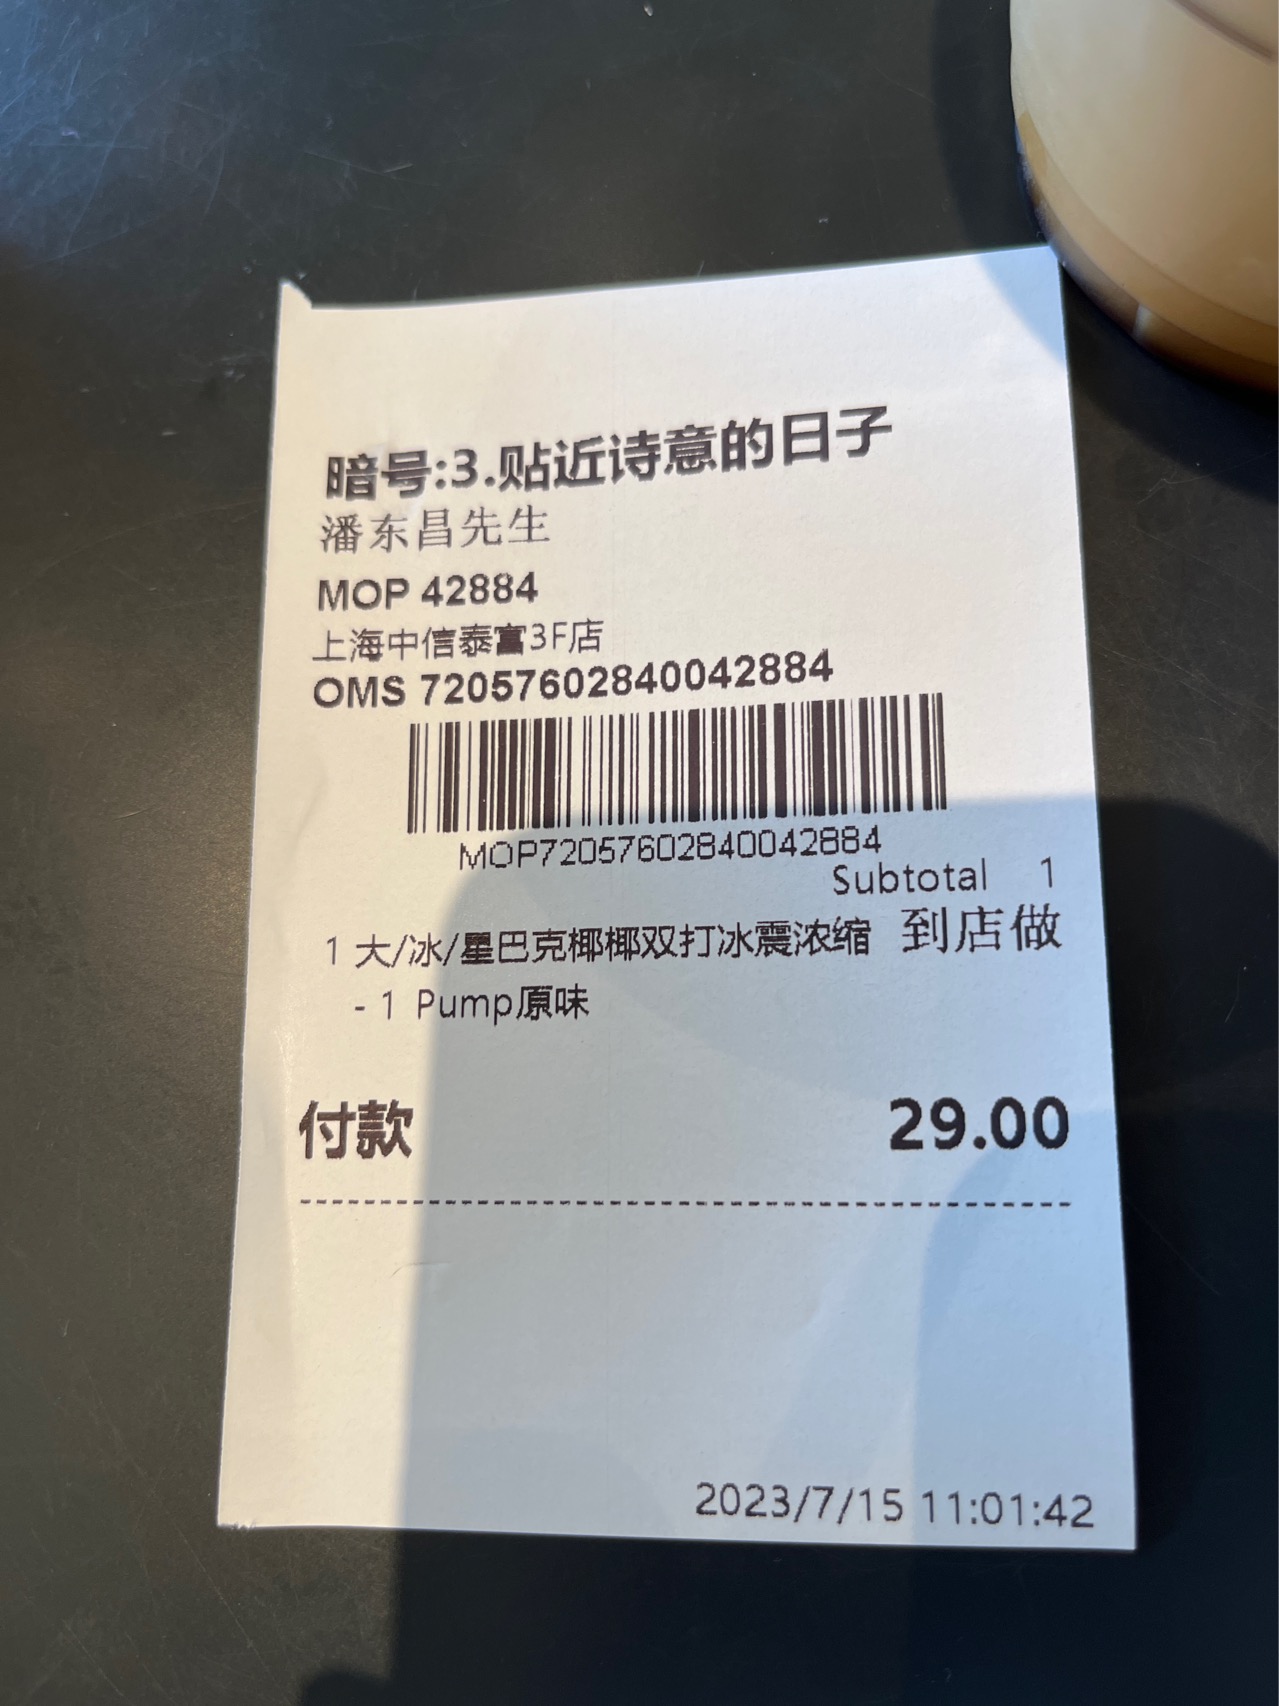 暗号:3.贴近诗意的日子
潘东昌先生
MOP 42884
上海中信泰富3F店
OMS 72057602840042884
MOP72057602840042884
Subtotal 1
1 大/冰/星巴克椰椰双打冰震浓缩 到店做
- 1 Pump原味
付款 29.00
2023/7/15 11:01:42